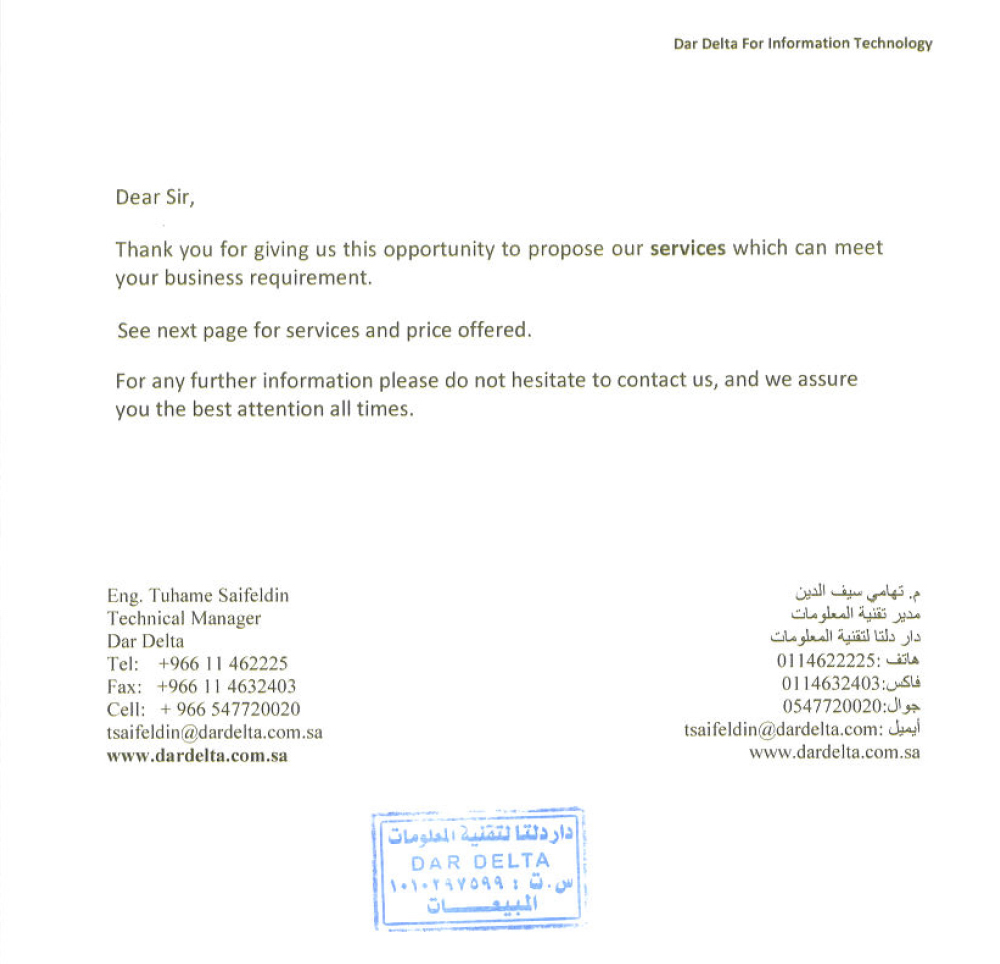 Dar Delta For Information Technology
Dear Sir,
Thank you for giving us this opportunity to propose our services which can meet
your business requirement.
See next page for services and price offered.
For any further information please do not hesitate to contact us, and we assure
you the best attention all times.
Eng. Tuhame Saifeldin
Technical Manager
Dar Delta
Tel: +966 11 462225
Fax: +966 11 4632403
Cell: + 966 547720020
tsaifeldin@dardelta.com.sa
www.dardelta.com.sa
م. تهامي سيف الدين
مدير تقنية المعلومات
دار دلتا لتقنية المعلومات
هاتف :0114622225
فاكس:0114632403
جوال:0547720020
أيميل :tsaifeldin@dardelta.com
www.dardelta.com.sa
دار دلتا لتقنية المعلومات
DAR DELTA
س.ت : ١٠١٠٢٩٧٥٩٩
المبيعـــات